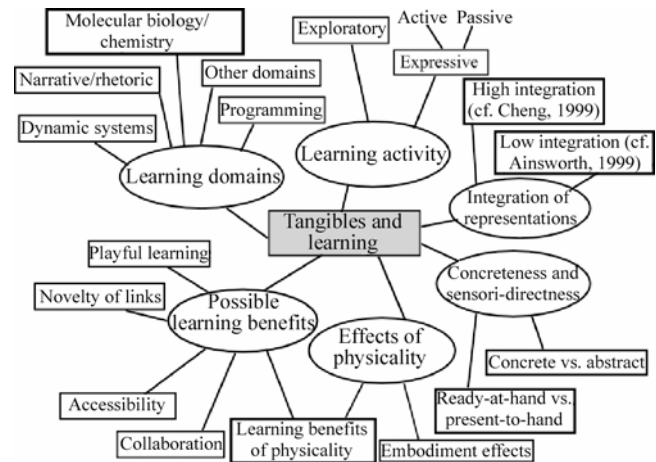 Molecular biology/
chemistry
Exploratory
Active
Passive
Expressive
Narrative/rhetoric
Other domains
High integration
(cf. Cheng, 1999)
Dynamic systems
Programming
Low integration (cf.
Ainsworth, 1999)
Learning domains
Learning activity
Integration of
representations
Tangibles and
learning
Playful learning
Concreteness and
sensori-directness
Novelty of links
Possible
learning benefits
Effects of
physicality
Concrete vs. abstract
Accessibility
Ready-at-hand vs.
present-to-hand
Collaboration
Learning benefits
of physicality
Embodiment effects